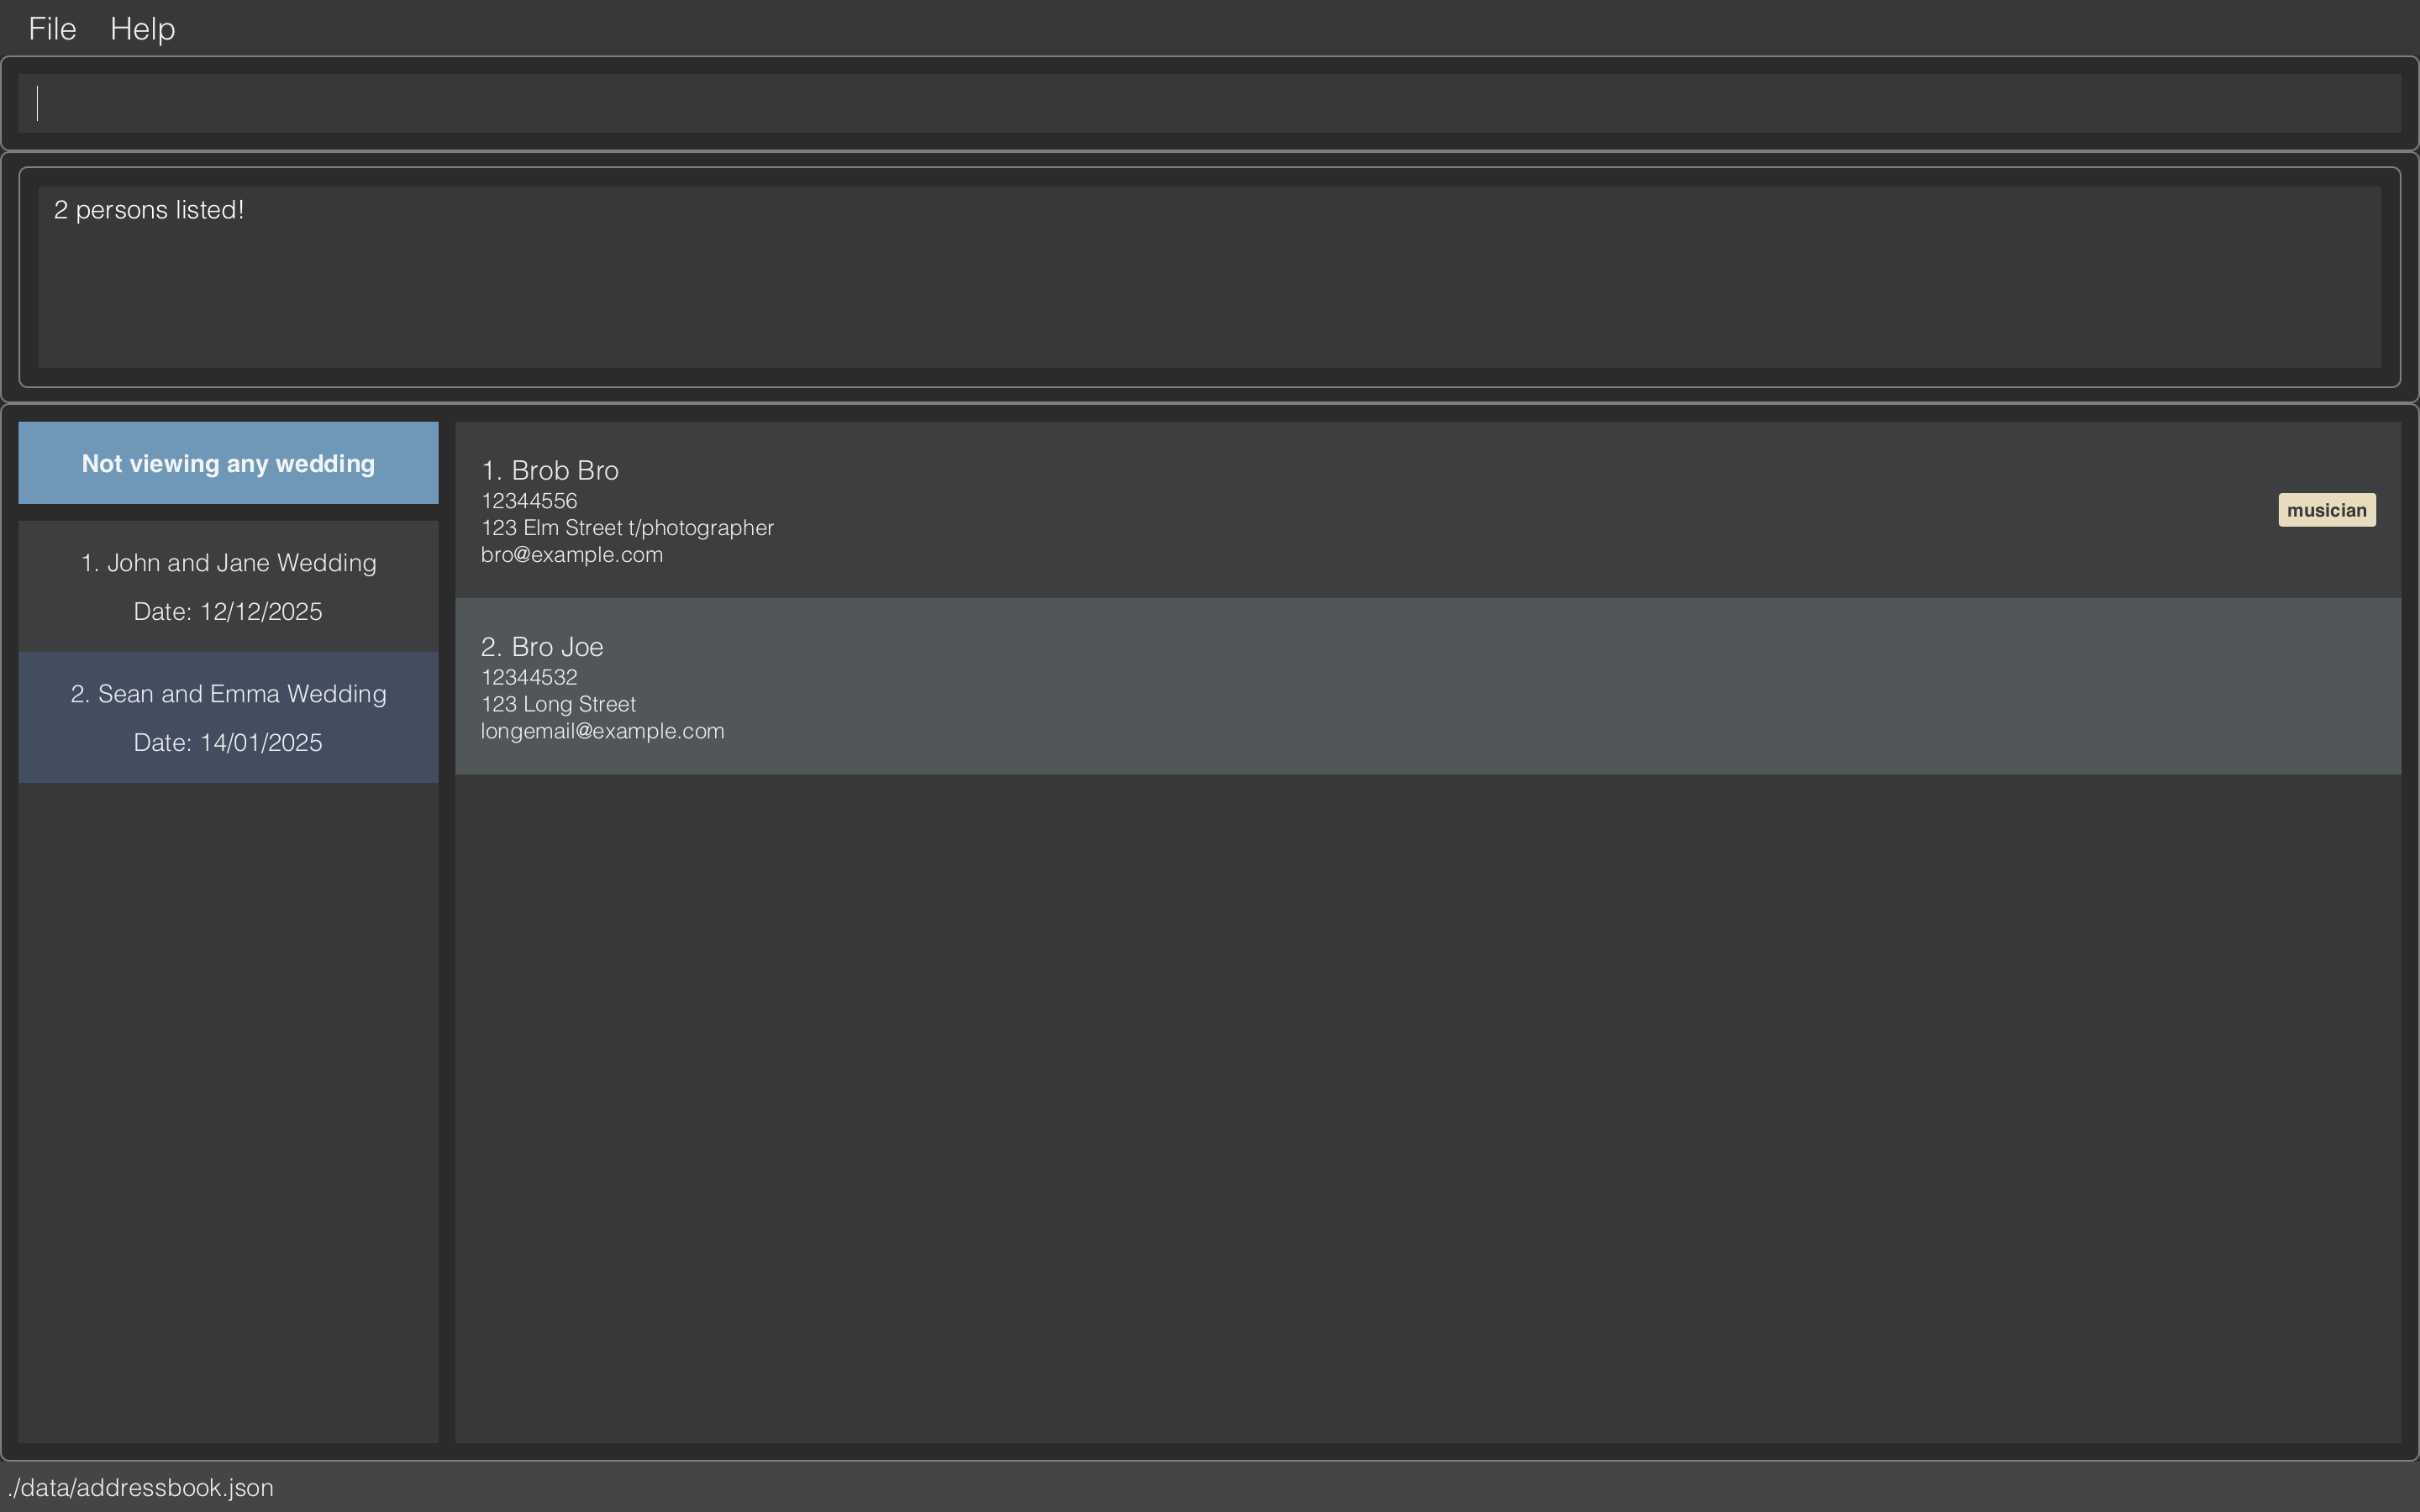 File Help
2 persons listed!
Not viewing any wedding
1. John and Jane Wedding
Date: 12/12/2025
2. Sean and Emma Wedding
Date: 14/01/2025
1. Brob Bro
12344556
123 Elm Street t/photographer
bro@example.com
musician
2. Bro Joe
12344532
123 Long Street
longemail@example.com
./data/addressbook.json